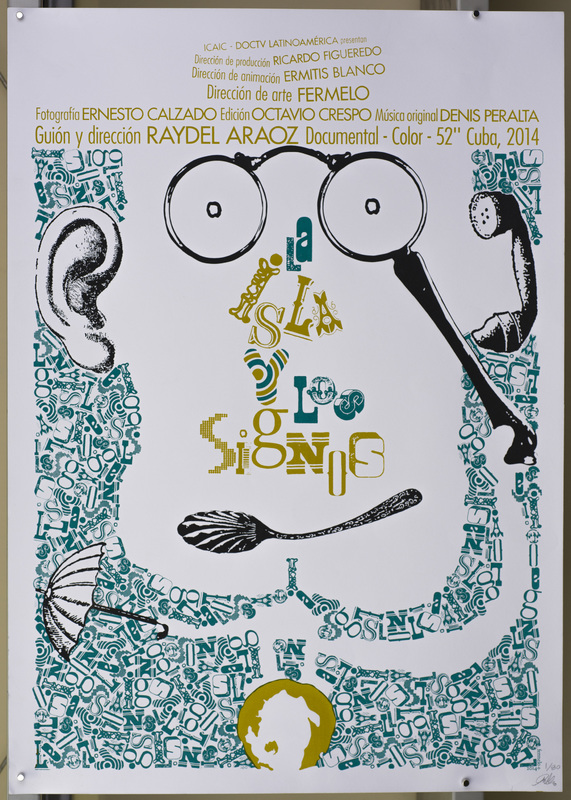 ICAIC - DOCTV LATINOAMÉRICA presentan
Dirección de producción RICARDO FIGUEREDO
Dirección de animación ERMITIS BLANCO
Dirección de arte FERMELO
Fotografía ERNESTO CALZADO Edición OCTAVIO CRESPO Música original DENIS PERALTA
Guión y dirección RAYDEL ARAOZ Documental - Color - 52" Cuba, 2014
La
ISLA
y Los
SigNOS